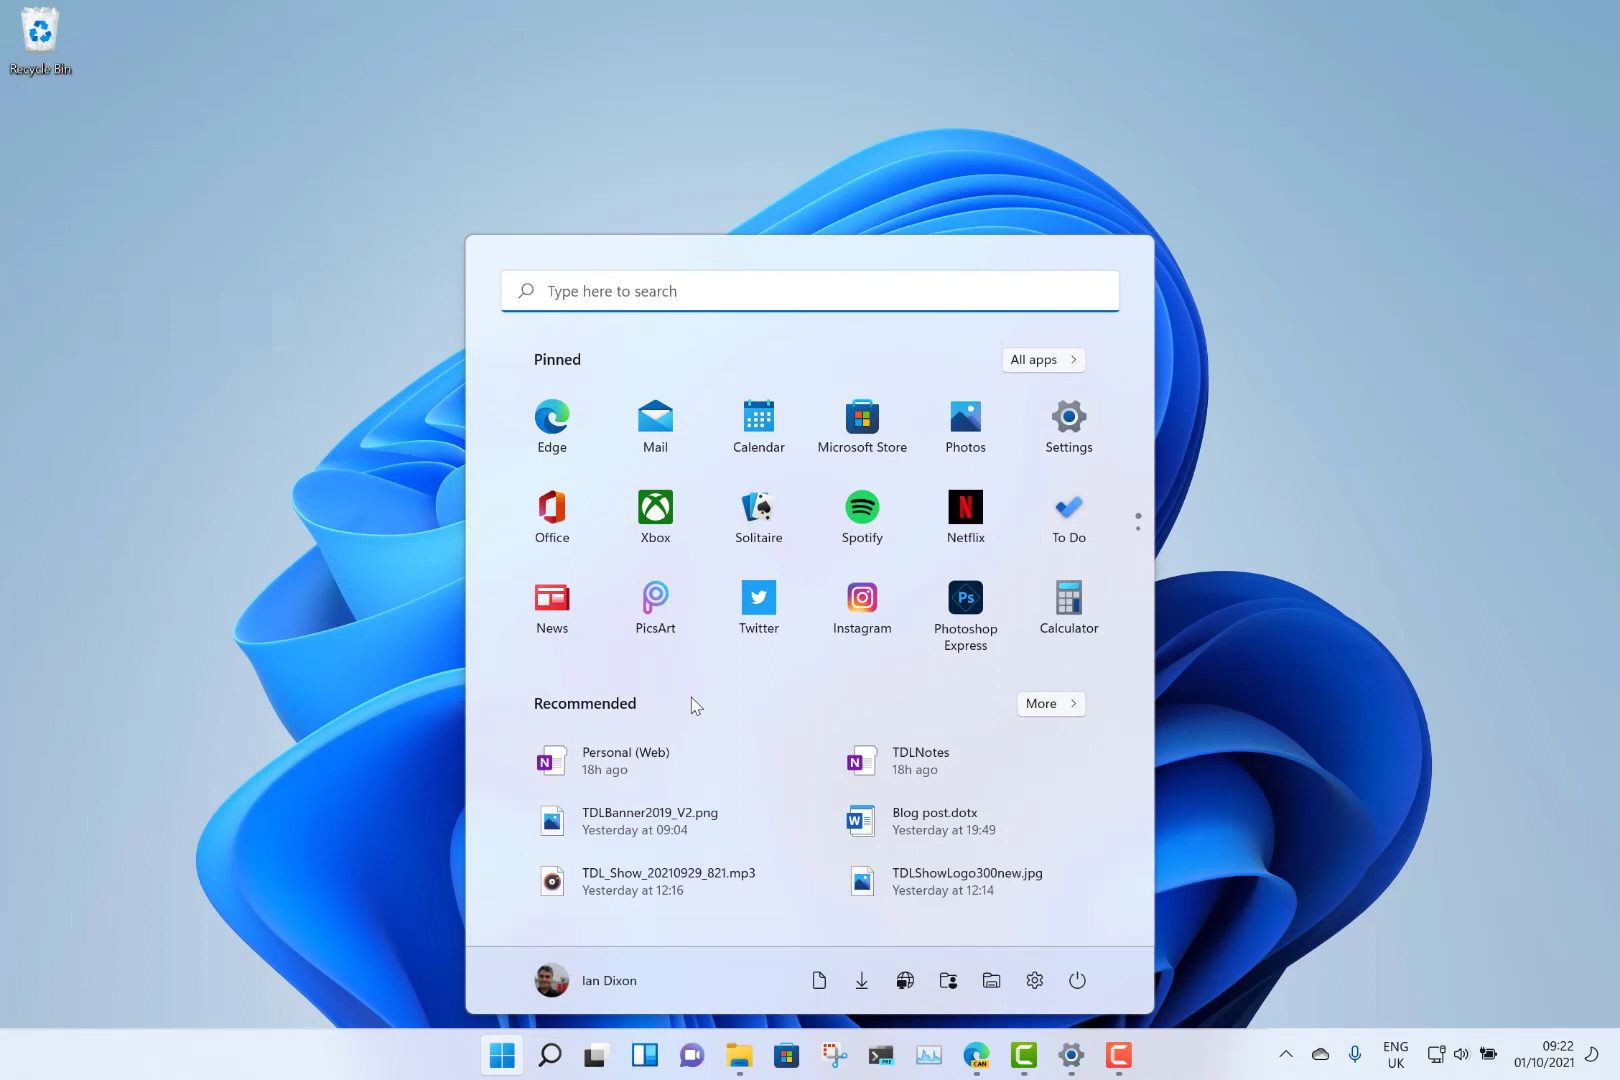 Recycle Bin
Type here to search
Pinned
All apps
Edge
Mail
Calendar
Microsoft Store
Photos
Settings
Office
Xbox
Solitaire
Spotify
Netflix
To Do
News
PicsArt
Twitter
Instagram
Ps
Photoshop
Express
Calculator
Recommended
More
Personal (Web)
18h ago
TDLNotes
18h ago
TDLBanner2019_V2.png
Yesterday at 09:04
Blog post.dotx
Yesterday at 19:49
TDL_Show_20210929_821.mp3
Yesterday at 12:16
TDLShowLogo300new.jpg
Yesterday at 12:14
Ian Dixon
PRE
CAN
ENG
UK
09:22
01/10/2021